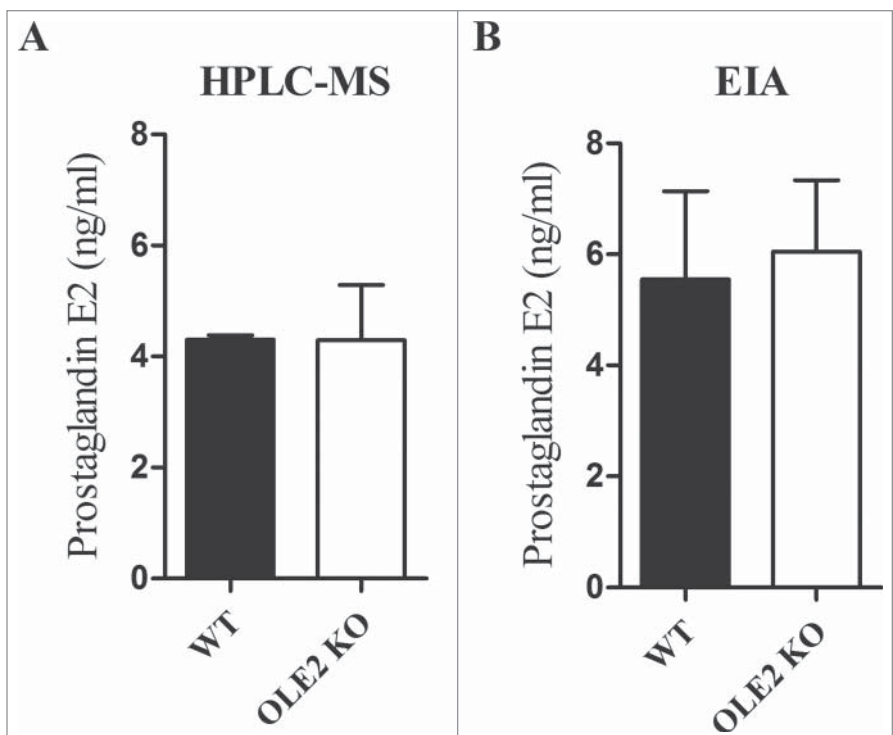 A
HPLC-MS
Prostaglandin E2 (ng/ml)
8
6
4
2
0
WT
OLE2 KO
B
EIA
Prostaglandin E2 (ng/ml)
8
6
4
2
0
WT
OLE2 KO